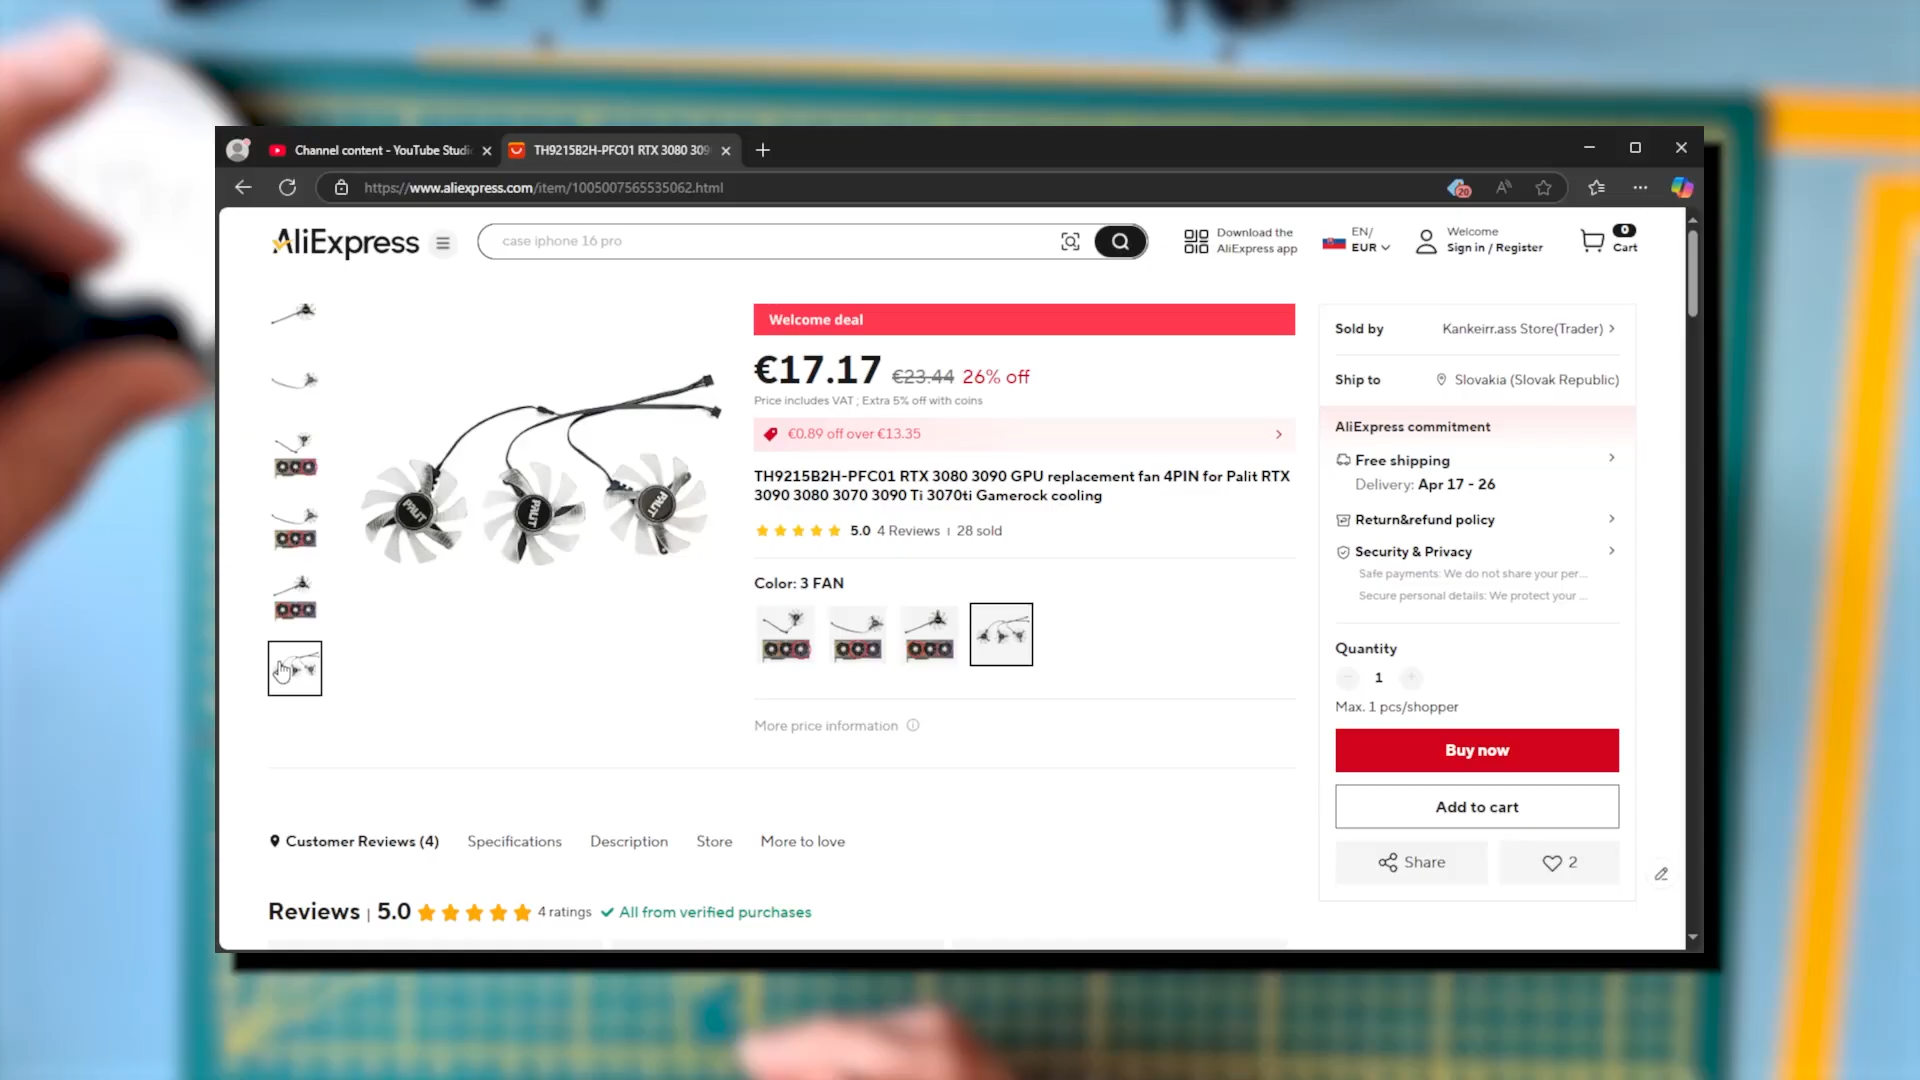 Channel content - YouTube Studi
TH9215B2H-PFC01 RTX 3080 309
https://www.aliexpress.com/item/1005007565535062.html
20
AliExpress
case iphone 16 pro
Download the
AliExpress app
EN/
EUR
Welcome
Sign in / Register
0
Cart
PALIT
PALIT
PALIT
Welcome deal
€17.17 €23.44 26% off
Price includes VAT ; Extra 5% off with coins
€0.89 off over €13.35
TH9215B2H-PFC01 RTX 3080 3090 GPU replacement fan 4PIN for Palit RTX
3090 3080 3070 3090 Ti 3070ti Gamerock cooling
5.0 4 Reviews | 28 sold
Color: 3 FAN
More price information
Sold by Kankeirr.ass Store(Trader)
Ship to Slovakia (Slovak Republic)
AliExpress commitment
Free shipping
Delivery: Apr 17 - 26
Return&refund policy
Security & Privacy
Safe payments: We do not share your per...
Secure personal details: We protect your ...
Quantity
1
Max. 1 pcs/shopper
Buy now
Add to cart
Share
2
Customer Reviews (4) Specifications Description Store More to love
Reviews | 5.0 4 ratings All from verified purchases